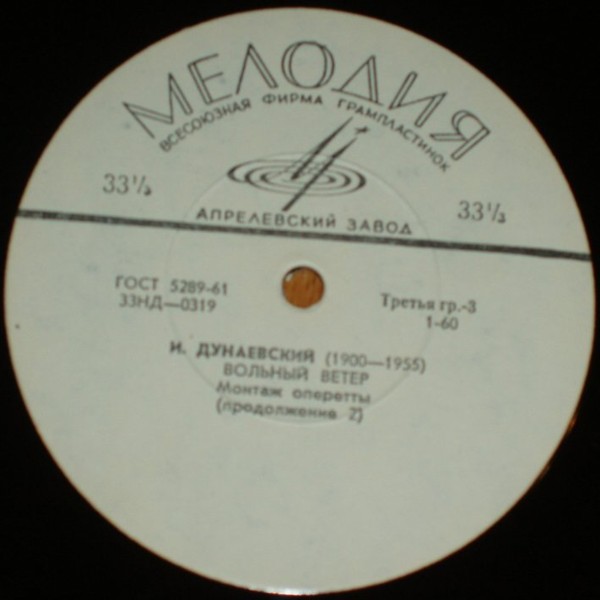 МЕЛОДИЯ
ВСЕСОЮЗНАЯ ФИРМА ГРАМПЛАСТИНОК
33⅓
33⅓
АПРЕЛЕВСКИЙ ЗАВОД
ГОСТ 5289-61
33НД—0319
Третья гр.-3
1-60
И. ДУНАЕВСКИЙ (1900—1955)
ВОЛЬНЫЙ ВЕТЕР
Монтаж оперетты
(продолжение 2)